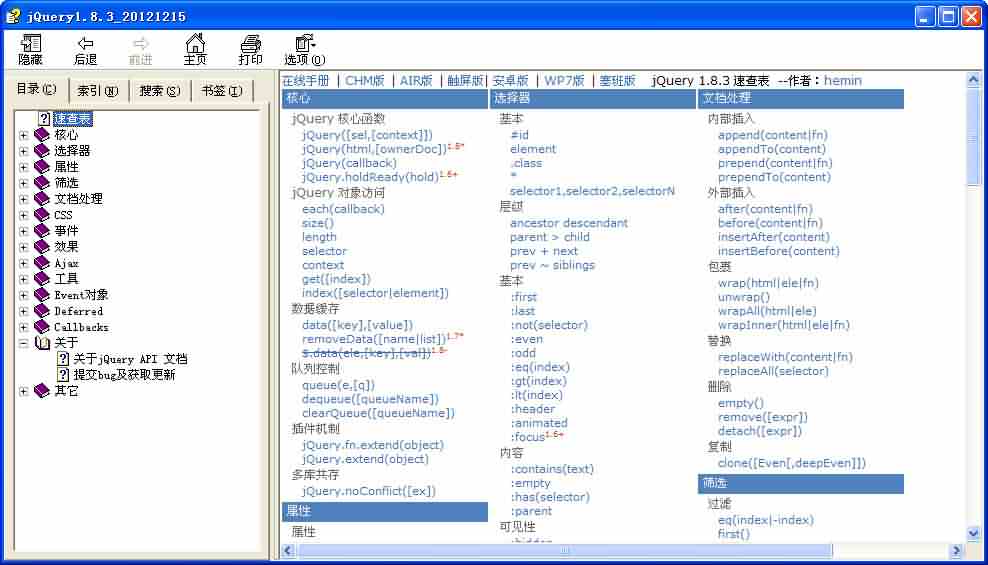 jQuery1.8.3_20121215
隐藏 后退 前进 主页 打印 选项(O)
目录(C) 索引(N) 搜索(S) 书签(I)
速查表
核心
选择器
属性
筛选
文档处理
CSS
事件
效果
Ajax
工具
Event对象
Deferred
Callbacks
关于
关于jQuery API 文档
提交bug及获取更新
其它
在线手册 | CHM版 | AIR版 | 触屏版 | 安卓版 | WP7版 | 塞班版 jQuery 1.8.3 速查表 --作者：hemin
核心
jQuery 核心函数
jQuery([sel,[context]])
jQuery(html,[ownerDoc])1.8*
jQuery(callback)
jQuery.holdReady(hold)1.6+
jQuery 对象访问
each(callback)
size()
length
selector
context
get([index])
index([selector|element])
数据缓存
data([key],[value])
removeData([name|list])1.7*
$.data(ele,[key],[val])1.8-
队列控制
queue(e,[q])
dequeue([queueName])
clearQueue([queueName])
插件机制
jQuery.fn.extend(object)
jQuery.extend(object)
多库共存
jQuery.noConflict([ex])
属性
属性
选择器
基本
#id
element
.class
*
selector1,selector2,selectorN
层级
ancestor descendant
parent > child
prev + next
prev ~ siblings
基本
:first
:last
:not(selector)
:even
:odd
:eq(index)
:gt(index)
:lt(index)
:header
:animated
:focus1.6+
内容
:contains(text)
:empty
:has(selector)
:parent
可见性
:hidden
文档处理
内部插入
append(content|fn)
appendTo(content)
prepend(content|fn)
prependTo(content)
外部插入
after(content|fn)
before(content|fn)
insertAfter(content)
insertBefore(content)
包裹
wrap(html|ele|fn)
unwrap()
wrapAll(html|ele)
wrapInner(html|ele|fn)
替换
replaceWith(content|fn)
replaceAll(selector)
删除
empty()
remove([expr])
detach([expr])
复制
clone([Even[,deepEven]])
筛选
过滤
eq(index|-index)
first()